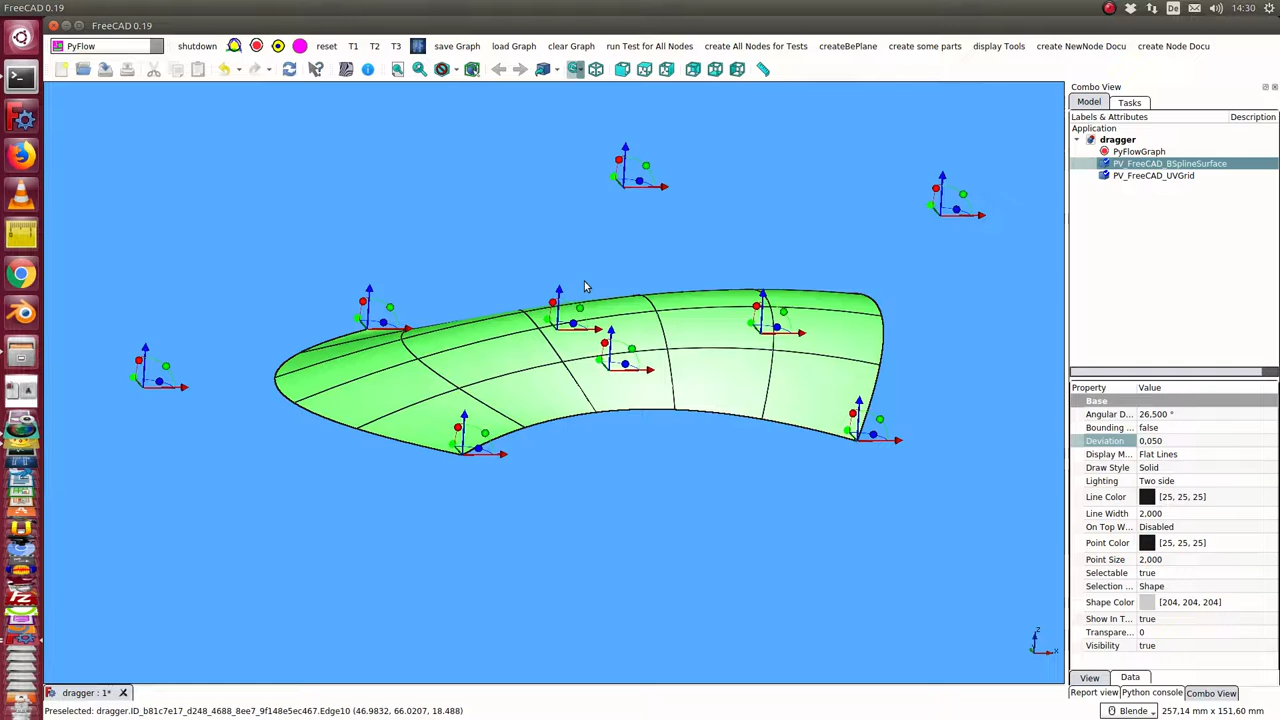 FreeCAD 0.19
De
14:30
FreeCAD 0.19
PyFlow shutdown reset T1 T2 T3 save Graph load Graph clear Graph run Test for All Nodes create All Nodes for Tests createBePlane create some parts display Tools create NewNode Docu create Node Docu
Combo View
Model Tasks
Labels & Attributes Description
Application
dragger
PyFlowGraph
PV_FreeCAD_BSplineSurface
PV_FreeCAD_UVGrid
Property Value
Base
Angular D... 26,500 °
Bounding ... false
Deviation 0,050
Display M... Flat Lines
Draw Style Solid
Lighting Two side
Line Color [25, 25, 25]
Line Width 2,000
On Top W... Disabled
Point Color [25, 25, 25]
Point Size 2,000
Selectable true
Selection ... Shape
Shape Color [204, 204, 204]
Show In T... true
Transpare... 0
Visibility true
z
x
View Data
dragger : 1*
Report view Python console Combo View
Preselected: dragger.ID_b81c7e17_d248_4688_8ee7_9f148e5ec467.Edge10 (46.9832, 66.0207, 18.488)
Blende
257,14 mm x 151,60 mm